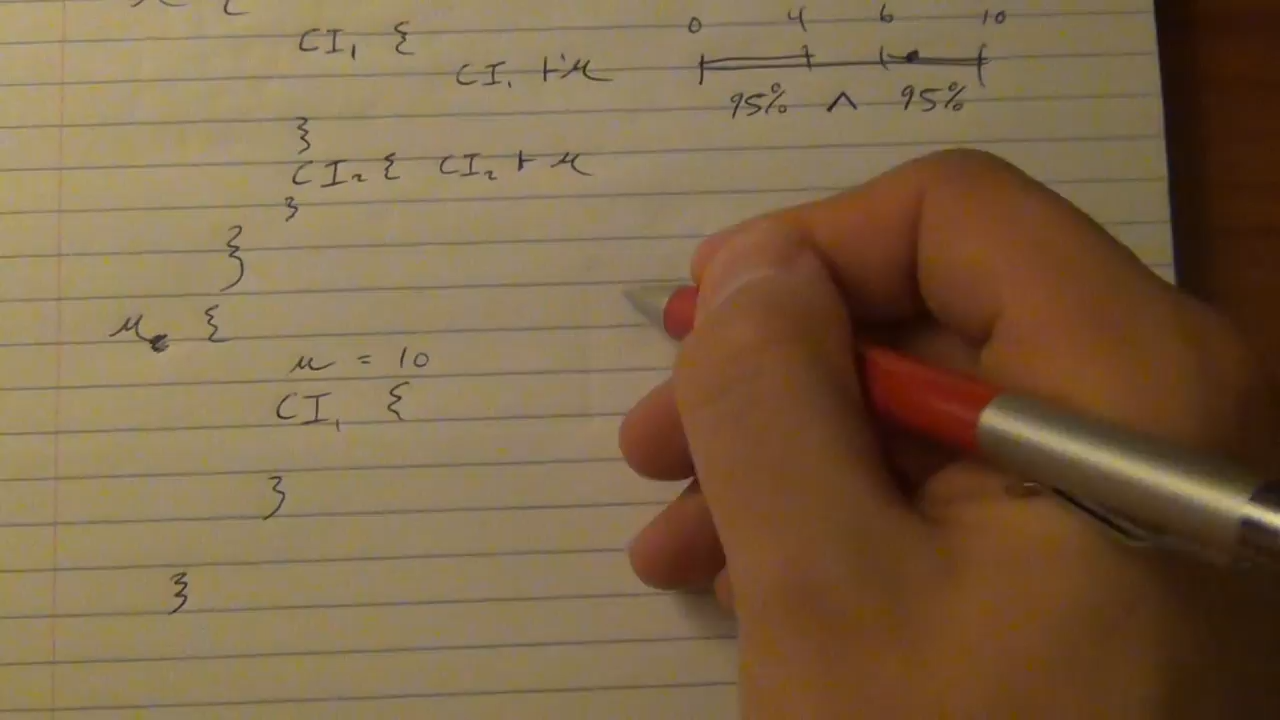 CI₁ {
CI₁ + μ
}
CI₂ { CI₂ + μ
}
}
μ {
μ = 10
CI₁ {
}
}
0 4 6 10
95% ∧ 95%